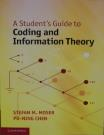 A Student's Guide to
Coding and
Information Theory
STEFAN M. MOSER
PO-NING CHEN